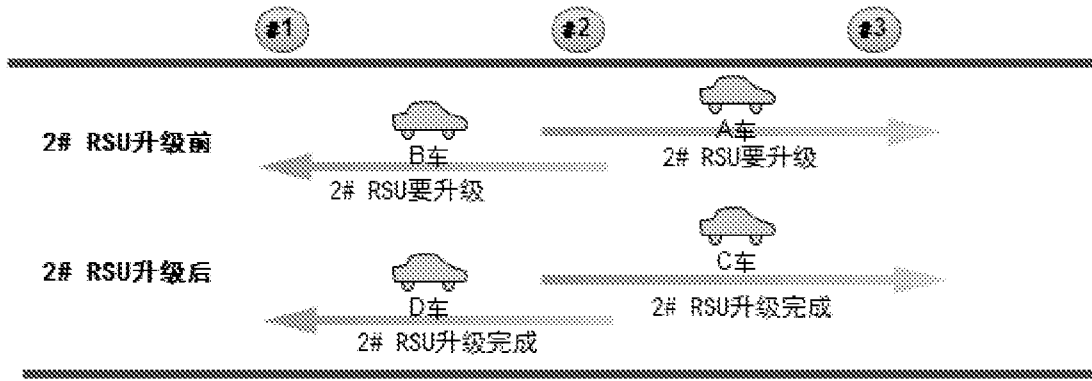 #1 #2 #3
2# RSU升级前
A车
2# RSU要升级
B车
2# RSU要升级
2# RSU升级后
C车
2# RSU升级完成
D车
2# RSU升级完成